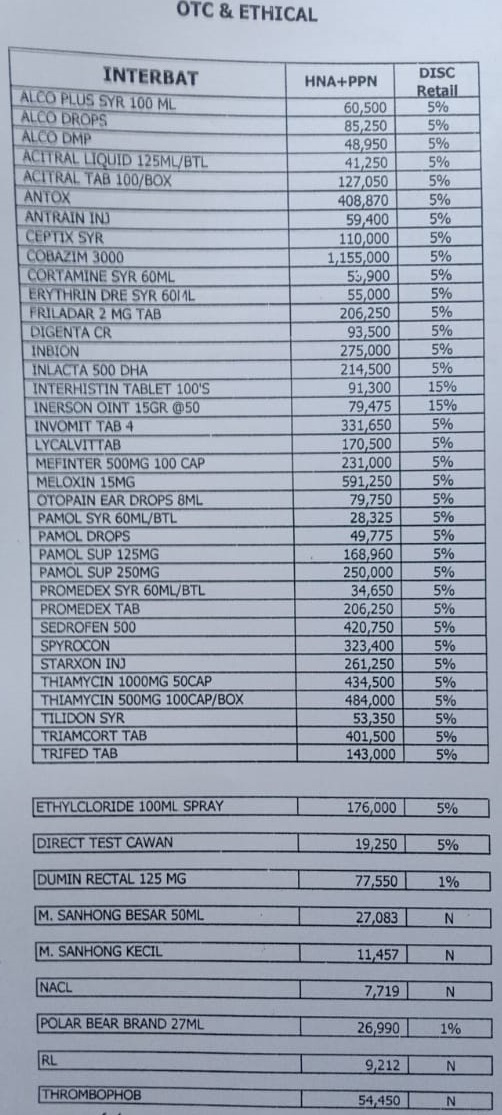 OTC & ETHICAL
INTERBAT HNA+PPN DISC Retail
ALCO PLUS SYR 100 ML 60,500 5%
ALCO DROPS 85,250 5%
ALCO DMP 48,950 5%
ACITRAL LIQUID 125ML/BTL 41,250 5%
ACITRAL TAB 100/BOX 127,050 5%
ANTOX 408,870 5%
ANTRAIN INJ 59,400 5%
CEPTIX SYR 110,000 5%
COBAZIM 3000 1,155,000 5%
CORTAMINE SYR 60ML 5%
ERYTHRIN DRE SYR 60ML 55,000 5%
FRILADAR 2 MG TAB 206,250 5%
DIGENTA CR 93,500 5%
INBION 275,000 5%
INLACTA 500 DHA 214,500 5%
INTERHISTIN TABLET 100'S 91,300 15%
INERSON OINT 15GR @50 79,475 15%
INVOMIT TAB 4 331,650 5%
LYCALVITTAB 170,500 5%
MEFINTER 500MG 100 CAP 231,000 5%
MELOXIN 15MG 591,250 5%
OTOPAIN EAR DROPS 8ML 79,750 5%
PAMOL SYR 60ML/BTL 28,325 5%
PAMOL DROPS 49,775 5%
PAMOL SUP 125MG 168,960 5%
PAMOL SUP 250MG 250,000 5%
PROMEDEX SYR 60ML/BTL 34,650 5%
PROMEDEX TAB 206,250 5%
SEDROFEN 500 420,750 5%
SPYROCON 323,400 5%
STARXON INJ 261,250 5%
THIAMYCIN 1000MG 50CAP 434,500 5%
THIAMYCIN 500MG 100CAP/BOX 484,000 5%
TILIDON SYR 53,350 5%
TRIAMCORT TAB 401,500 5%
TRIFED TAB 143,000 5%
ETHYLCLORIDE 100ML SPRAY 176,000 5%
DIRECT TEST CAWAN 19,250 5%
DUMIN RECTAL 125 MG 77,550 1%
M. SANHONG BESAR 50ML 27,083 N
M. SANHONG KECIL 11,457 N
NACL 7,719 N
POLAR BEAR BRAND 27ML 26,990 1%
RL 9,212 N
THROMBOPHOB 54,450 N